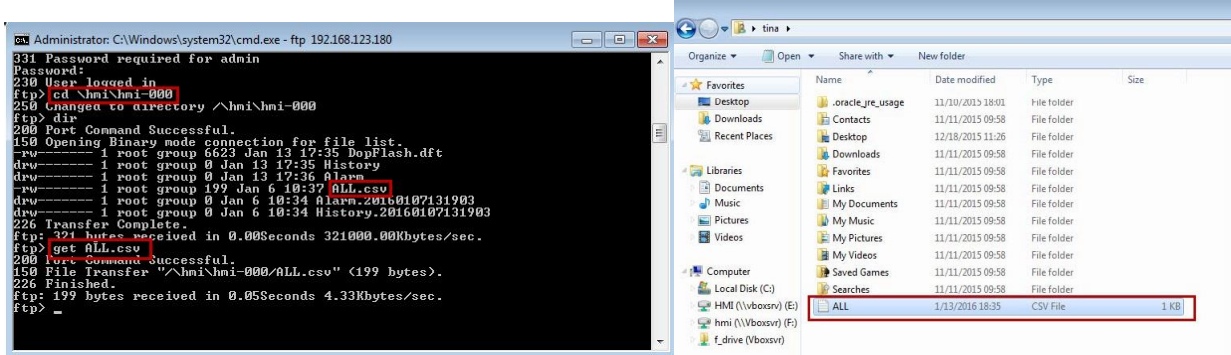 Administrator: C:\Windows\system32\cmd.exe - ftp 192.168.123.180
331 Password required for admin
Password:
230 User logged in
ftp> cd \hmi\hmi-000
250 Changed to directory /\hmi\hmi-000
ftp> dir
200 Port Command Successful.
150 Opening Binary mode connection for file list.
-rw------- 1 root group 6623 Jan 13 17:35 DopFlash.dft
drw------- 1 root group 0 Jan 13 17:35 History
drw------- 1 root group 0 Jan 13 17:36 Alarm
-rw------- 1 root group 199 Jan 6 10:37 ALL.csv
drw------- 1 root group 0 Jan 6 10:34 Alarm.20160107131903
drw------- 1 root group 0 Jan 6 10:34 History.20160107131903
226 Transfer Complete.
ftp: 321 bytes received in 0.00Seconds 321000.00Kbytes/sec.
ftp> get ALL.csv
200 Port Command Successful.
150 File Transfer "/\hmi\hmi-000/ALL.csv" (199 bytes).
226 Finished.
ftp: 199 bytes received in 0.05Seconds 4.33Kbytes/sec.
ftp> _
tina
Organize Open Share with New folder
Favorites
Desktop
Downloads
Recent Places
Libraries
Documents
Music
Pictures
Videos
Computer
Local Disk (C:)
HMI (\\vboxsrv) (E:)
hmi (\\Vboxsvr) (F:)
f_drive (Vboxsvr)
Name Date modified Type Size
.oracle_jre_usage 11/10/2015 18:01 File folder
Contacts 11/11/2015 09:58 File folder
Desktop 12/18/2015 11:26 File folder
Downloads 11/11/2015 09:58 File folder
Favorites 11/11/2015 09:58 File folder
Links 11/11/2015 09:58 File folder
My Documents 11/11/2015 09:58 File folder
My Music 11/11/2015 09:58 File folder
My Pictures 11/11/2015 09:58 File folder
My Videos 11/11/2015 09:58 File folder
Saved Games 11/11/2015 09:58 File folder
Searches 11/11/2015 09:58 File folder
ALL 1/13/2016 18:35 CSV File 1 KB